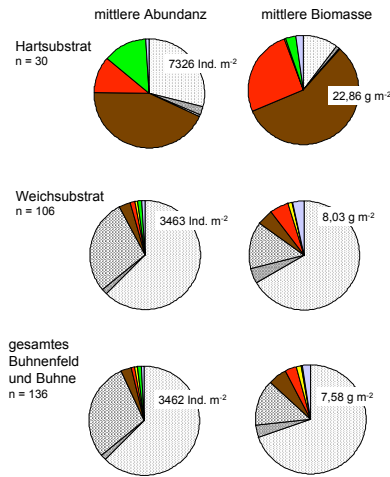 mittlere Abundanz
mittlere Biomasse
Hartsubstrat
n = 30
7326 Ind. m-2
22,86 g m-2
Weichsubstrat
n = 106
3463 Ind. m-2
8,03 g m-2
gesamtes
Buhnenfeld
und Buhne
n = 136
3462 Ind. m-2
7,58 g m-2